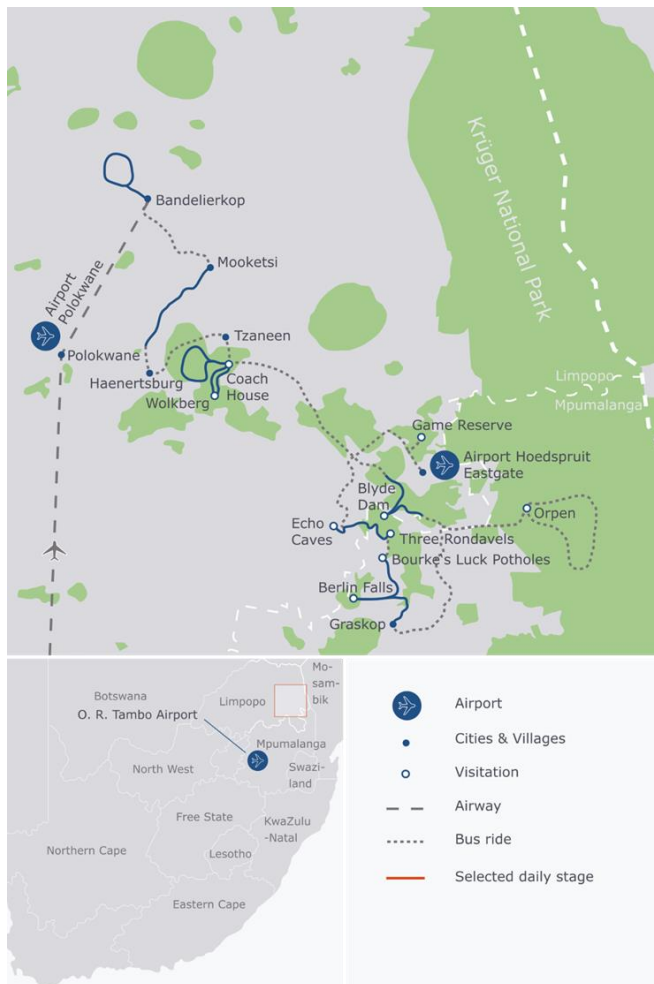 Krüger National Park
Bandelierkop
Mooketsi
Airport
Polokwane
Tzaneen
Polokwane
Haenertsburg
Coach
House
Wolkberg
Limpopo
Mpumalanga
Game Reserve
Airport Hoedspruit
Eastgate
Blyde
Dam
Orpen
Echo
Caves
Three Rondavels
Bourke's Luck Potholes
Berlin Falls
Graskop
Mo-
sam-
bik
Botswana
Limpopo
O. R. Tambo Airport
Mpumalanga
North West
Swazi-
land
Free State
KwaZulu
-Natal
Northern Cape
Lesotho
Eastern Cape
Airport
Cities & Villages
Visitation
Airway
Bus ride
Selected daily stage